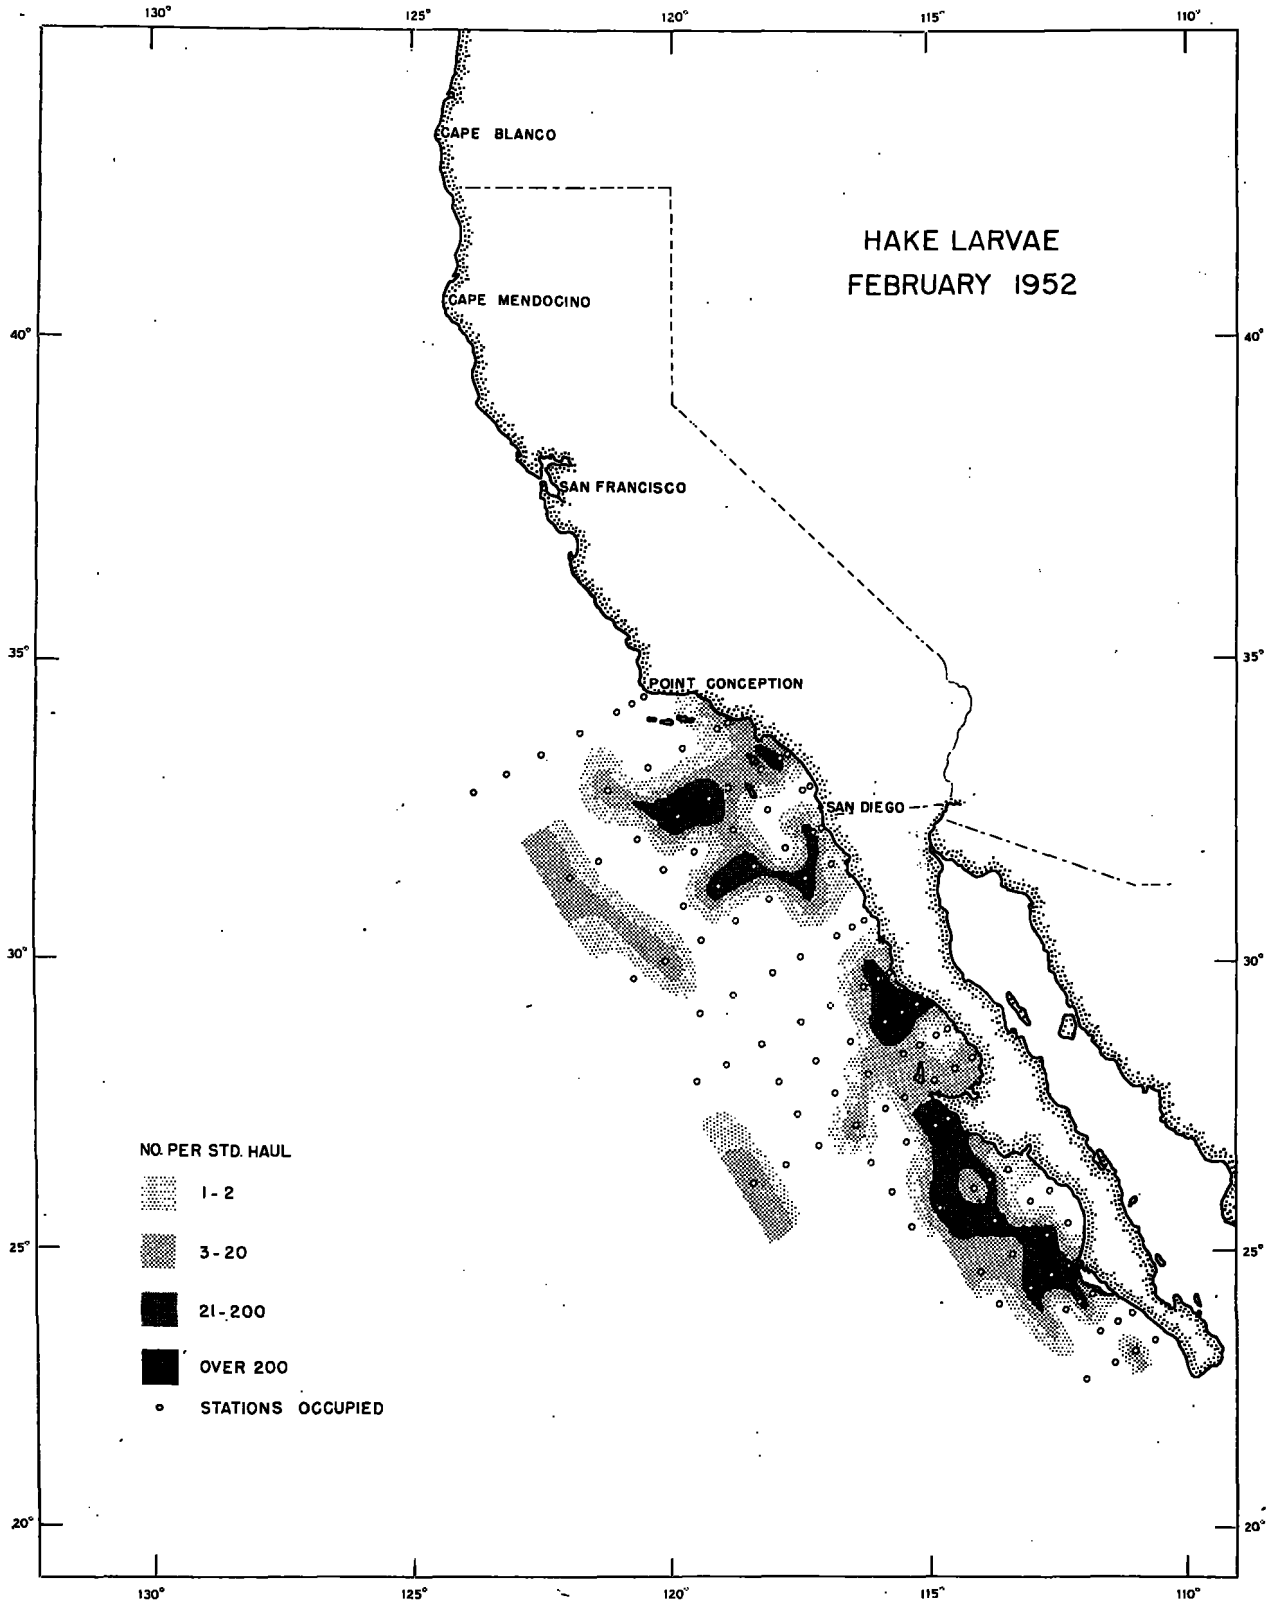 130° 125° 120° 115° 110°
CAPE BLANCO
HAKE LARVAE
FEBRUARY 1952
CAPE MENDOCINO
40° 40°
SAN FRANCISCO
35° 35°
POINT CONCEPTION
SAN DIEGO
30° 30°
NO. PER STD. HAUL
1-2
3-20
25° 25°
21-200
OVER 200
STATIONS OCCUPIED
20° 20°
130° 125° 120° 115° 110°